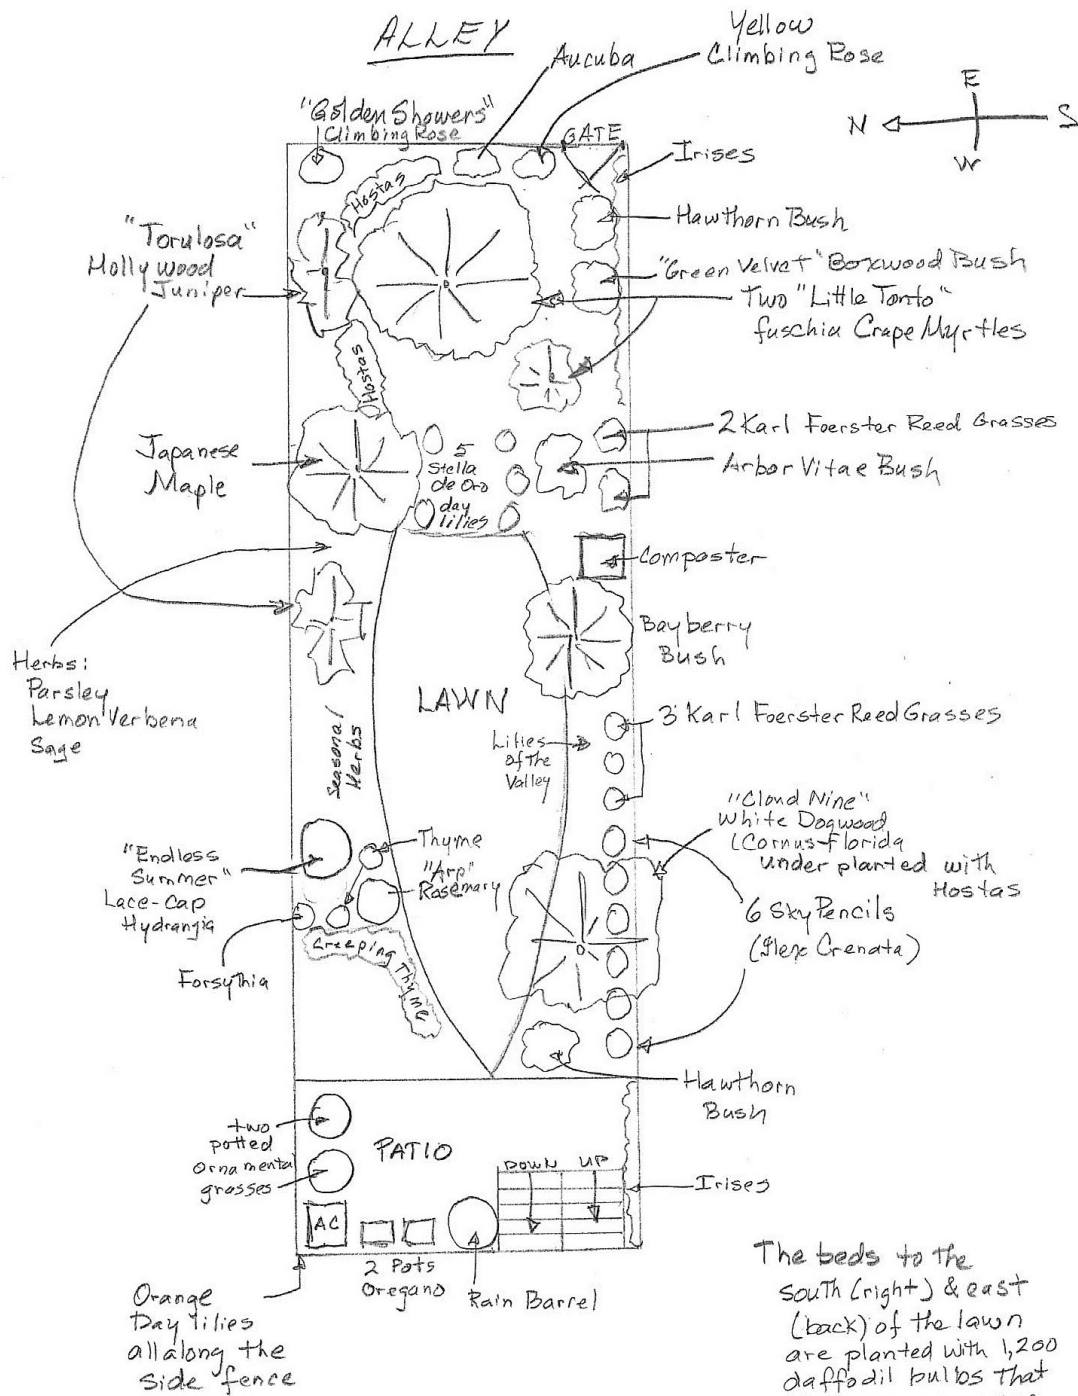 ALLEY
Yellow
Climbing Rose
Aucuba
"Golden Showers"
Climbing Rose
GATE
E
N
S
W
Irises
Hostas
Hawthorn Bush
"Torulosa"
Hollywood
Juniper
"Green Velvet" Boxwood Bush
Two "Little Tonto"
fuschia Crape Myrtles
Hostas
2 Karl Foerster Reed Grasses
Japanese
Maple
5
Stella
de Oro
day
lilies
Arbor Vitae Bush
Composter
Bayberry
Bush
Herbs:
Parsley
Lemon Verbena
Sage
LAWN
Seasonal
Herbs
3 Karl Foerster Reed Grasses
Lilies
of The
Valley
"Cloud Nine"
White Dogwood
(Cornus-florida
under planted with
Hostas
Thyme
"Arp"
Rosemary
"Endless
Summer"
Lace-Cap
Hydrangia
6 Sky Pencils
(Ilex Crenata)
Forsythia
Creeping Thyme
Hawthorn
Bush
two
potted
ornamental
grasses
PATIO
DOWN
UP
Irises
AC
2 Pots
Oregano
Rain Barrel
Orange
Day lilies
all along the
side fence
The beds to the
south (right) & east
(back) of the lawn
are planted with 1,200
daffodil bulbs that